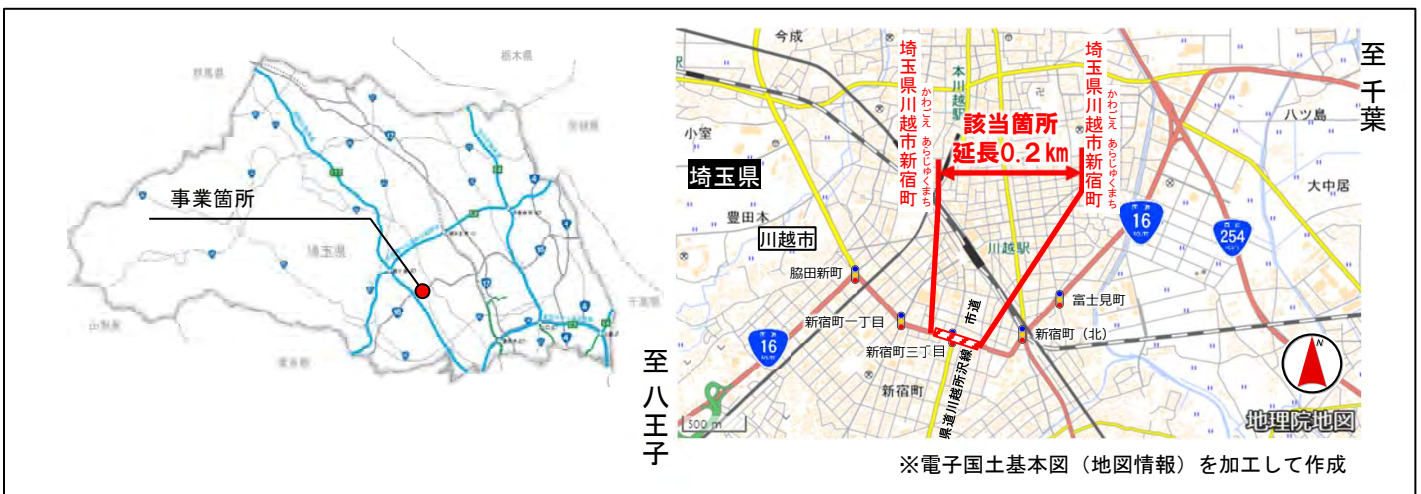 栃木県
群馬県
茨城県
事業箇所
埼玉県
千葉県
山梨県
東京都
17
16
4
至八王子
今成
本川越駅
小室
埼玉県
豊田本
川越市
埼玉県川越市新宿町
かわごえ あらじゅくまち
該当箇所
延長0.2km
埼玉県川越市新宿町
かわごえ あらじゅくまち
至千葉
八ツ島
大中居
16
254
川越駅
脇田新町
市道
富士見町
新宿町一丁目
新宿町(北)
16
新宿町三丁目
県道川越所沢線
新宿町
N
300 m
地理院地図
※電子国土基本図(地図情報)を加工して作成